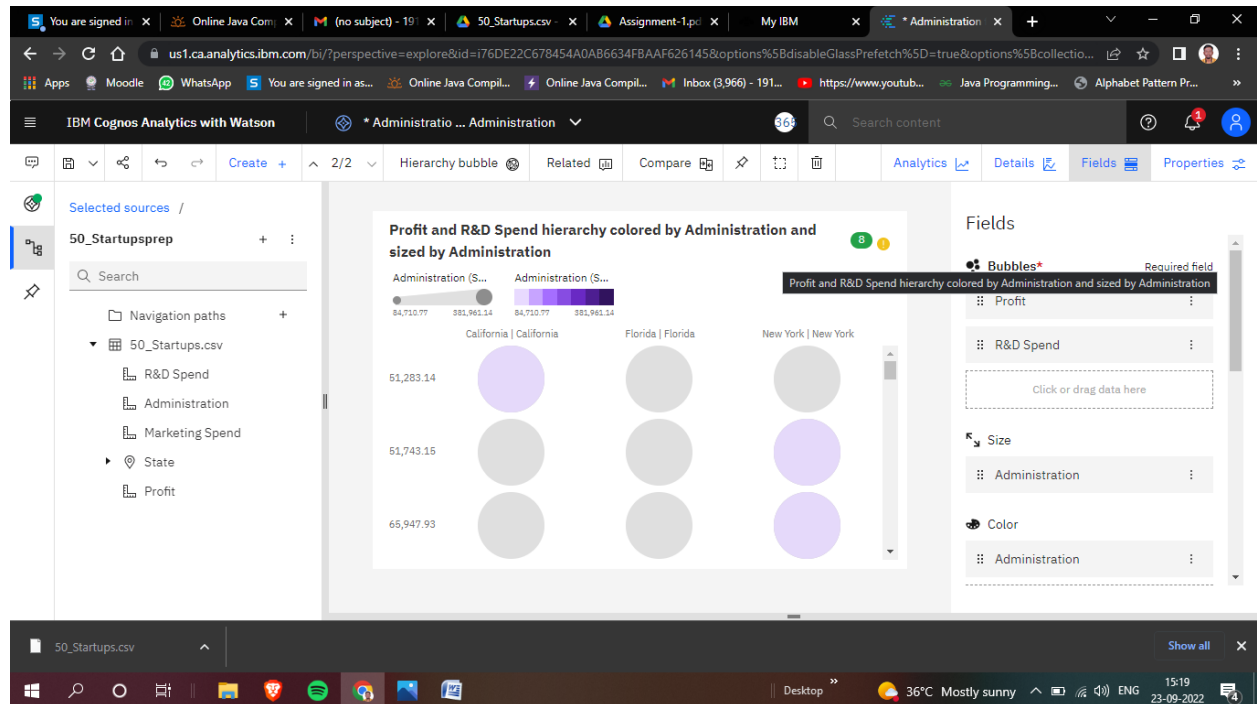 You are signed in
Online Java Com
(no subject) - 191
50_Startups.csv -
Assignment-1.pd
My IBM
* Administration
us1.ca.analytics.ibm.com/bi/?perspective=explore&id=i76DE22C678454A0AB6634FBAAF626145&options%5BdisableGlassPrefetch%5D=true&options%5Bcollectio...
Apps
Moodle
WhatsApp
You are signed in as...
Online Java Compil...
Online Java Compil...
Inbox (3,966) - 191...
https://www.youtub...
Java Programming...
Alphabet Pattern Pr...
»
IBM Cognos Analytics with Watson
* Administratio ... Administration
365
Search content
1
2/2
Create +
Hierarchy bubble
Related
Compare
Analytics
Details
Fields
Properties
Selected sources /
50_Startupsprep
Search
Navigation paths
50_Startups.csv
R&D Spend
Administration
Marketing Spend
State
Profit
Profit and R&D Spend hierarchy colored by Administration and
sized by Administration
8
Administration (S...
Administration (S...
84,710.77 381,961.14
84,710.77 381,961.14
California | California
Florida | Florida
New York | New York
51,283.14
51,743.15
65,947.93
Fields
Bubbles*
Required field
Profit and R&D Spend hierarchy colored by Administration and sized by Administration
Profit
R&D Spend
Click or drag data here
Size
Administration
Color
Administration
50_Startups.csv
Show all
Desktop
»
36°C Mostly sunny
ENG
15:19
23-09-2022
4